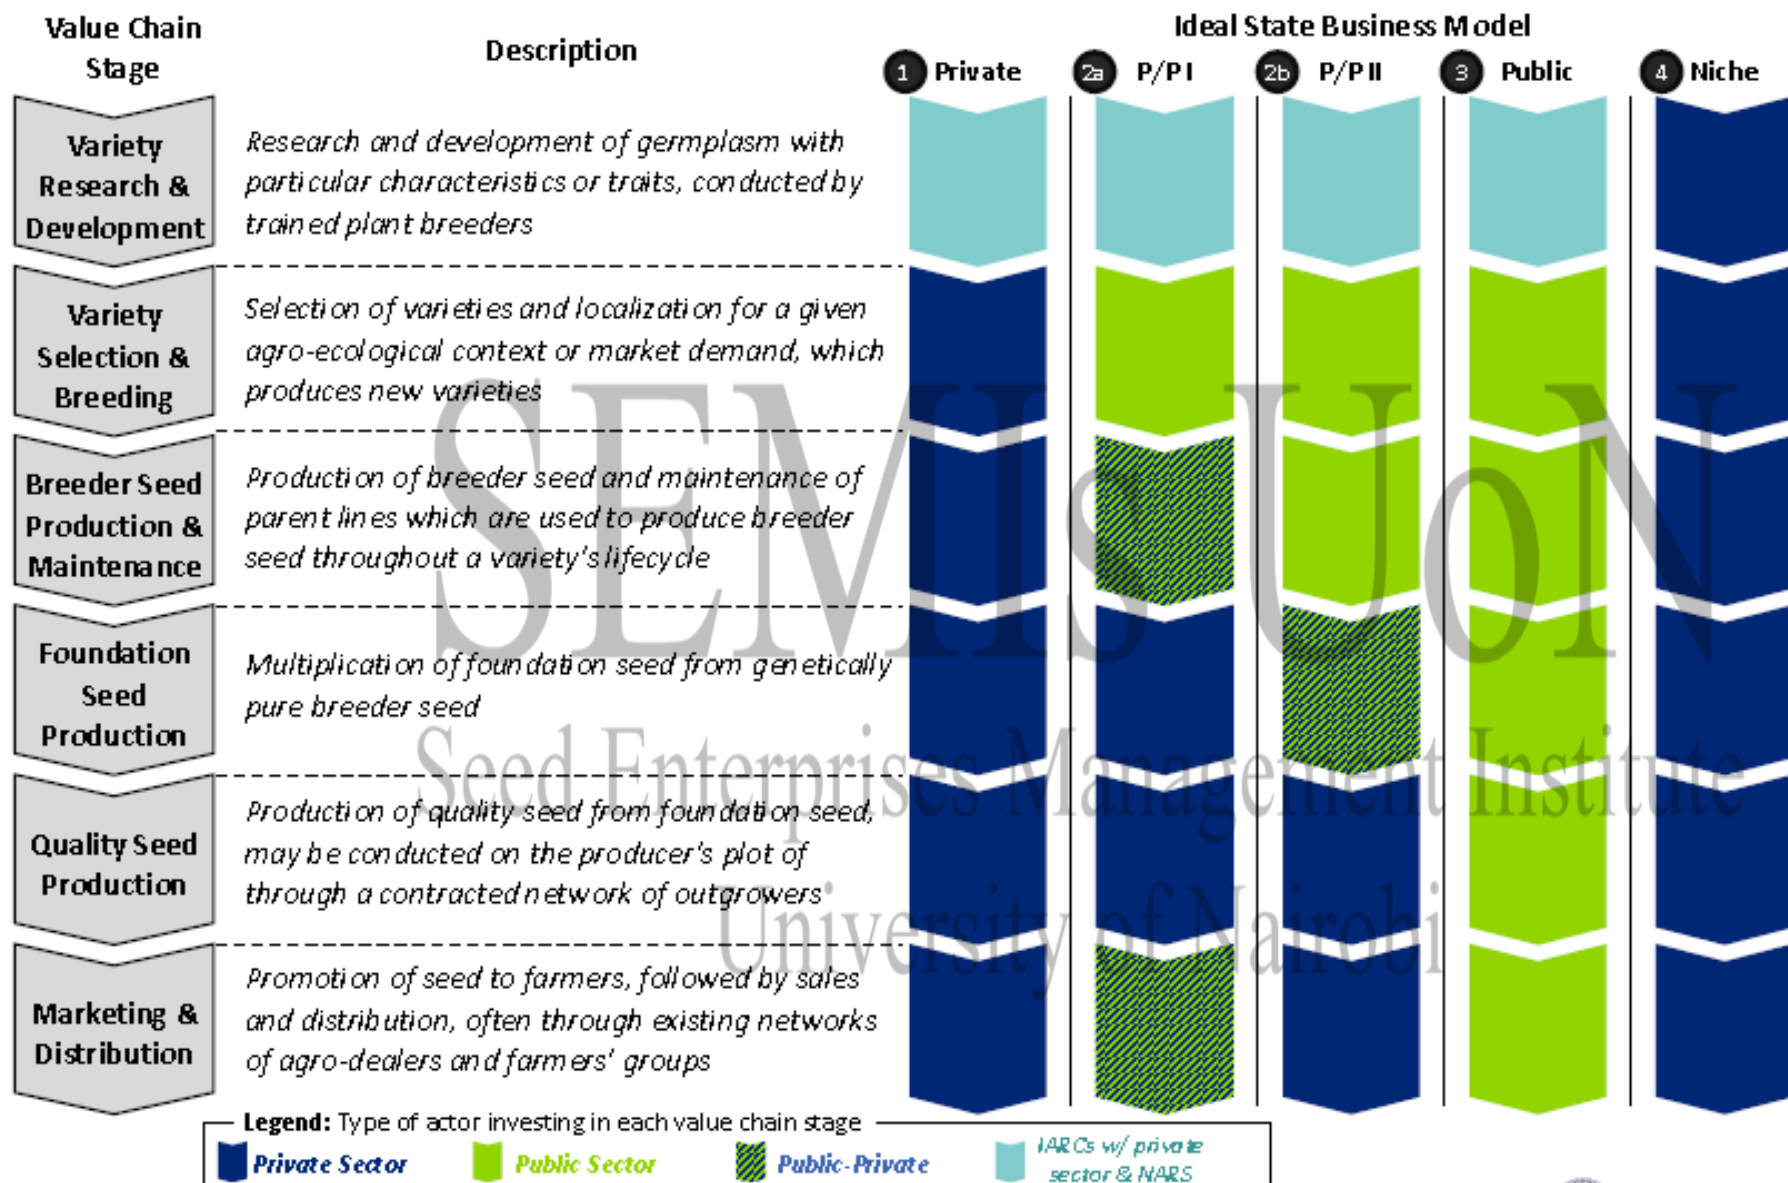 Value Chain
Stage
Description
Ideal State Business Model
1 Private
2a P/P I
2b P/P II
3 Public
4 Niche
Variety
Research &
Development
Research and development of germplasm with
particular characteristics or traits, conducted by
trained plant breeders
Variety
Selection &
Breeding
Selection of varieties and localization for a given
agro-ecological context or market demand, which
produces new varieties
Breeder Seed
Production &
Maintenance
Production of breeder seed and maintenance of
parent lines which are used to produce breeder
seed throughout a variety's lifecycle
Foundation
Seed
Production
Multiplication of foundation seed from genetically
pure breeder seed
Quality Seed
Production
Production of quality seed from foundation seed,
may be conducted on the producer's plot of
through a contracted network of outgrowers
Marketing &
Distribution
Promotion of seed to farmers, followed by sales
and distribution, often through existing networks
of agro-dealers and farmers' groups
SEMIs UoN
Seed Enterprises Management Institute
University of Nairobi
Legend: Type of actor investing in each value chain stage
Private Sector
Public Sector
Public-Private
IARCs w/ private
sector & NARS